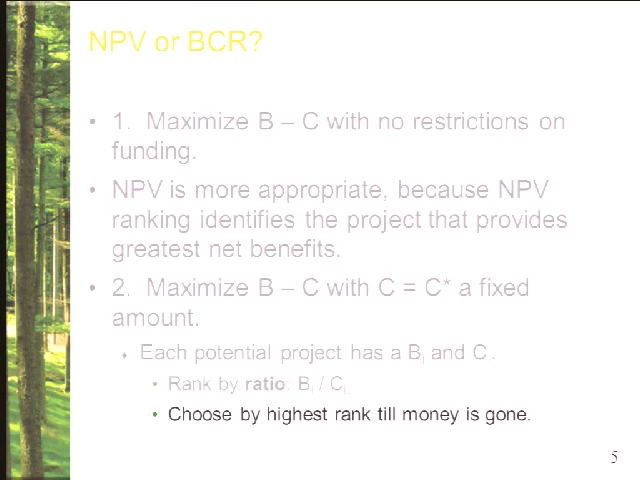 NPV or BCR?
• 1. Maximize B – C with no restrictions on
funding.
• NPV is more appropriate, because NPV
ranking identifies the project that provides
greatest net benefits.
• 2. Maximize B – C with C = C* a fixed
amount.
♦ Each potential project has a Bi and C .
• Rank by ratio: Bi / Ci.
• Choose by highest rank till money is gone.
5